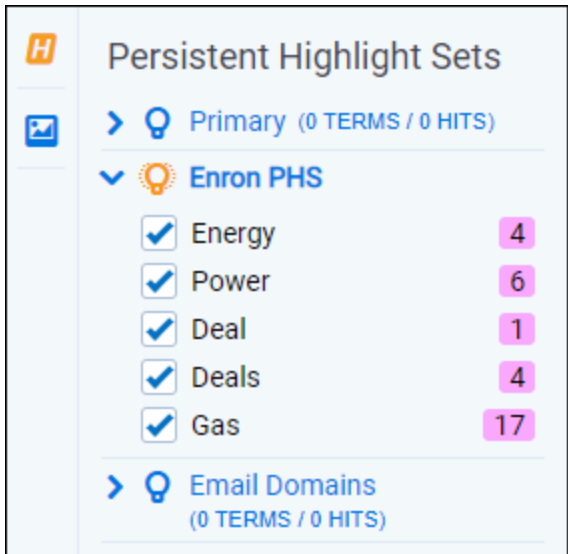 H
Persistent Highlight Sets
Primary (0 TERMS / 0 HITS)
Enron PHS
Energy 4
Power 6
Deal 1
Deals 4
Gas 17
Email Domains
(0 TERMS / 0 HITS)